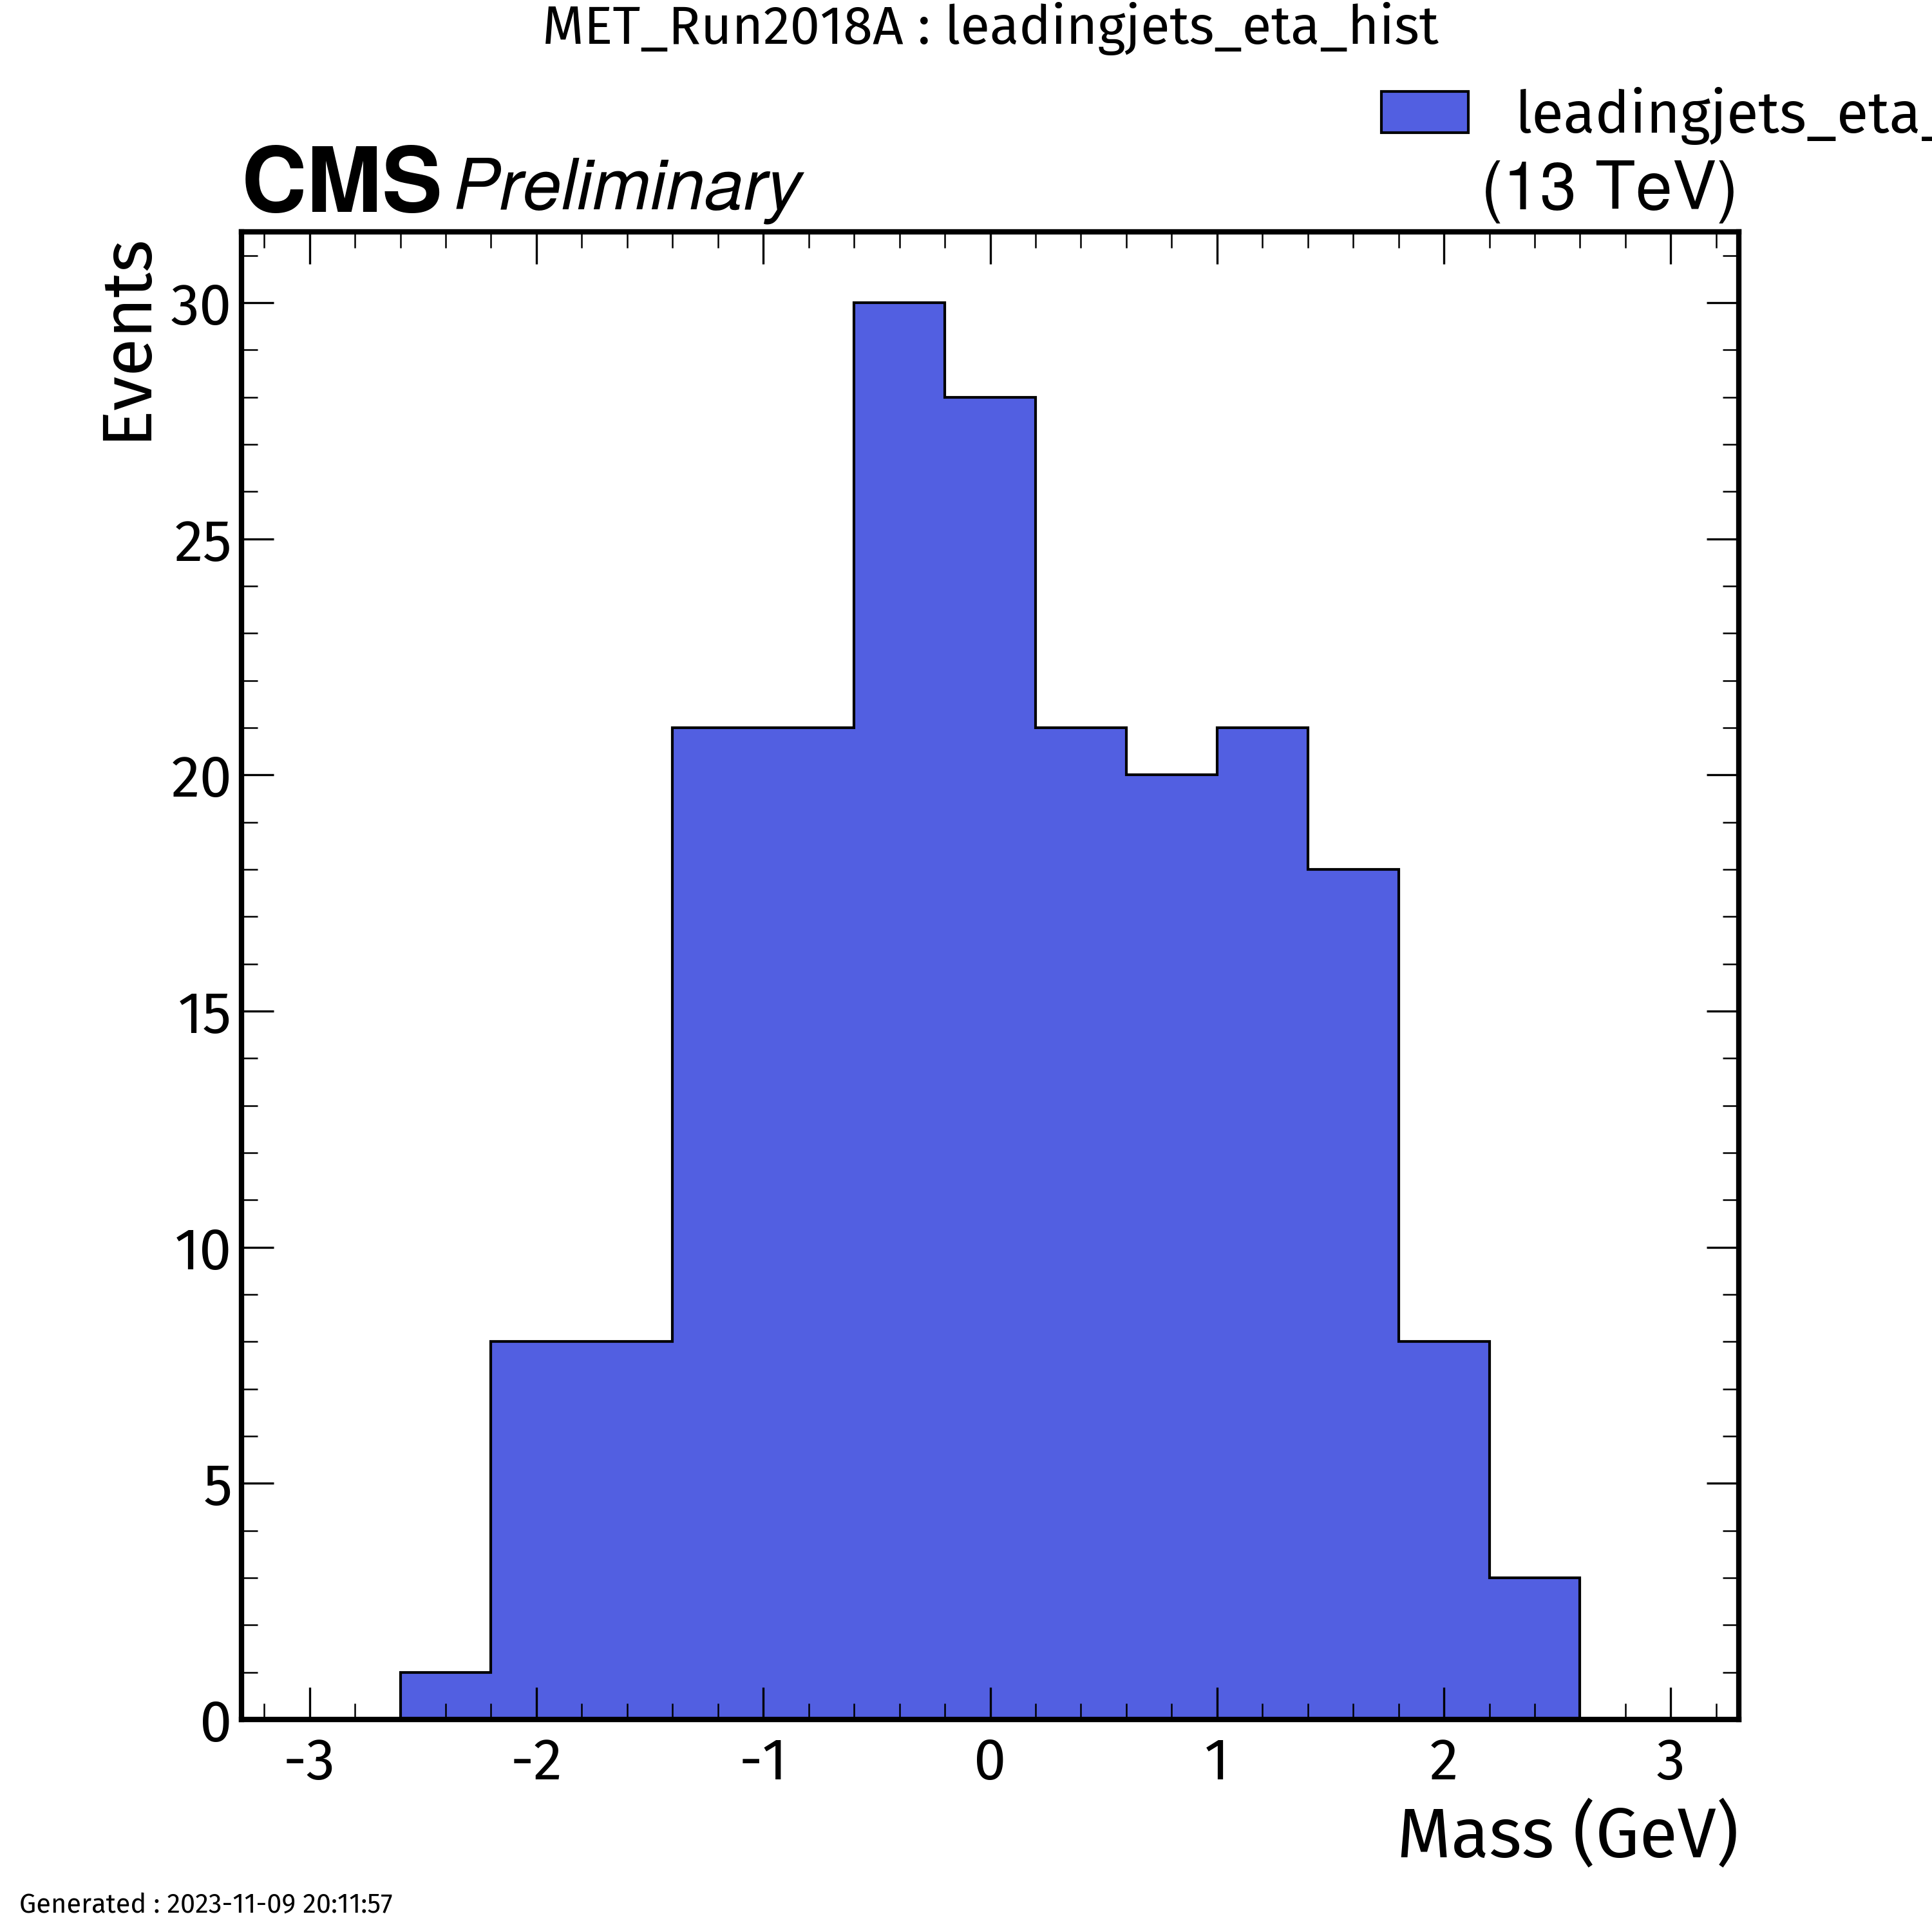 MET_Run2018A : leadingjets_eta_hist
leadingjets_eta_
CMS Preliminary
(13 TeV)
Events
30
25
20
15
10
5
0
-3 -2 -1 0 1 2 3
Mass (GeV)
Generated : 2023-11-09 20:11:57